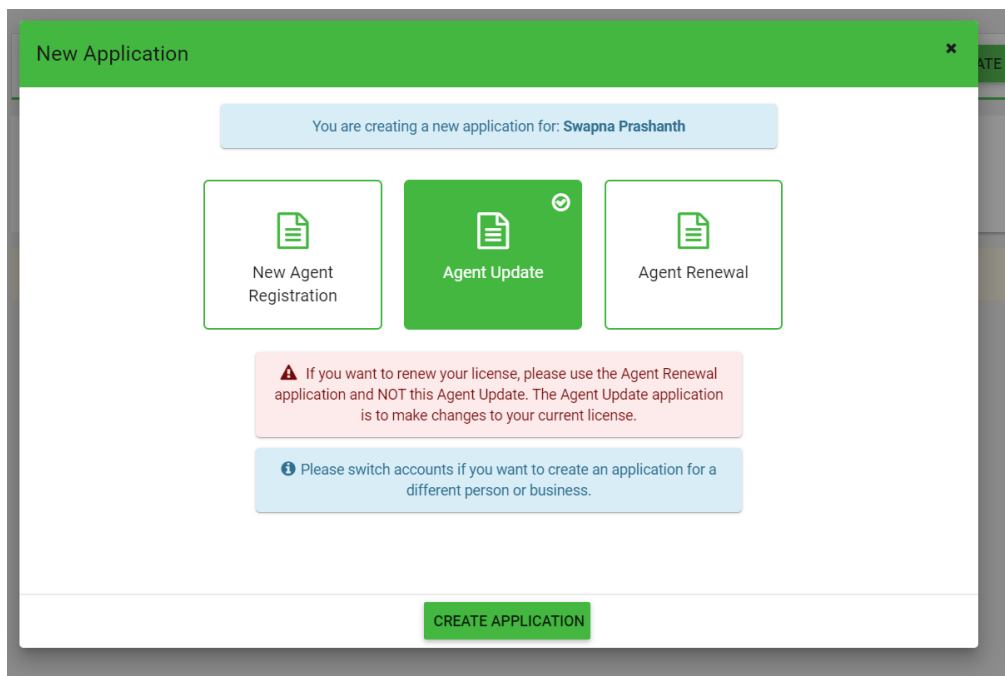 New Application
ATE
You are creating a new application for: Swapna Prashanth
New Agent
Registration
Agent Update
Agent Renewal
If you want to renew your license, please use the Agent Renewal
application and NOT this Agent Update. The Agent Update application
is to make changes to your current license.
Please switch accounts if you want to create an application for a
different person or business.
CREATE APPLICATION